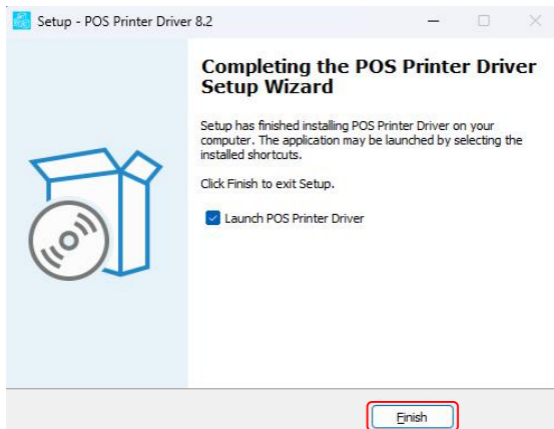 Setup - POS Printer Driver 8.2
Completing the POS Printer Driver
Setup Wizard
Setup has finished installing POS Printer Driver on your
computer. The application may be launched by selecting the
installed shortcuts.
Click Finish to exit Setup.
Launch POS Printer Driver
Finish